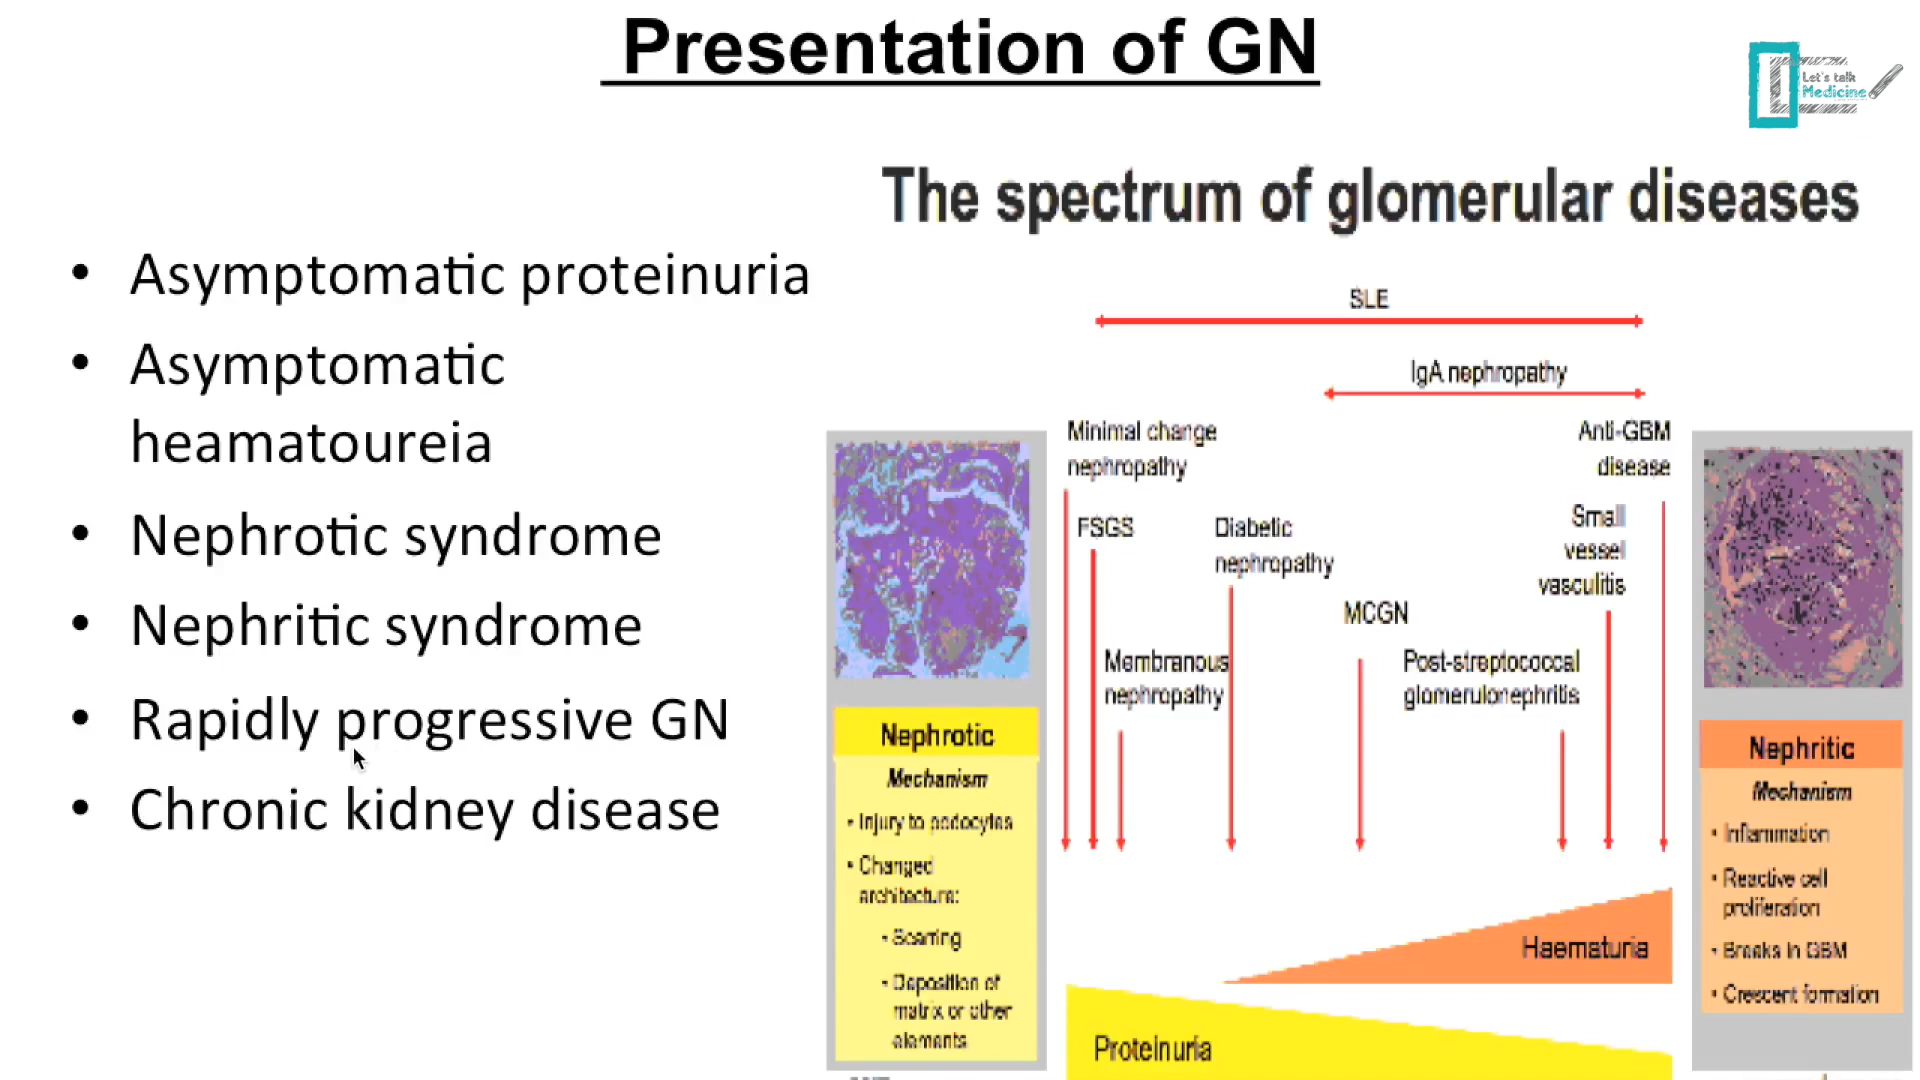 Presentation of GN
Let's talk
Medicine
The spectrum of glomerular diseases
• Asymptomatic proteinuria
• Asymptomatic
heamatoureia
• Nephrotic syndrome
• Nephritic syndrome
• Rapidly progressive GN
• Chronic kidney disease
SLE
IgA nephropathy
Minimal change
nephropathy
Anti-GBM
disease
FSGS
Diabetic
nephropathy
Small
vessel
vasculitis
MCGN
Membranous
nephropathy
Post-streptococcal
glomerulonephritis
Nephrotic
Mechanism
• Injury to podocytes
• Changed
architecture:
• Scarring
• Deposition of
matrix or other
elements
Haematuria
Proteinuria
Nephritic
Mechanism
• Inflammation
• Reactive cell
proliferation
• Breaks in GBM
• Crescent formation